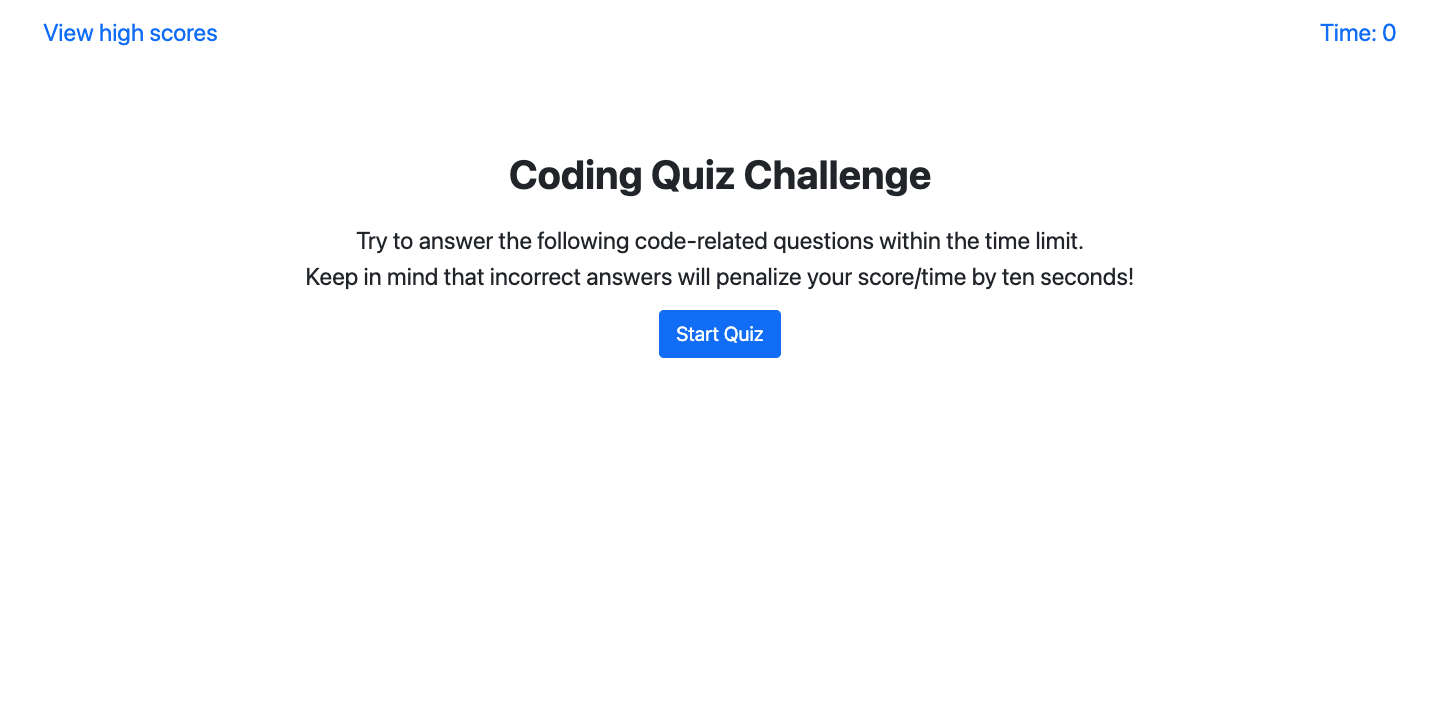 View high scores
Time: 0
Coding Quiz Challenge
Try to answer the following code-related questions within the time limit.
Keep in mind that incorrect answers will penalize your score/time by ten seconds!
Start Quiz